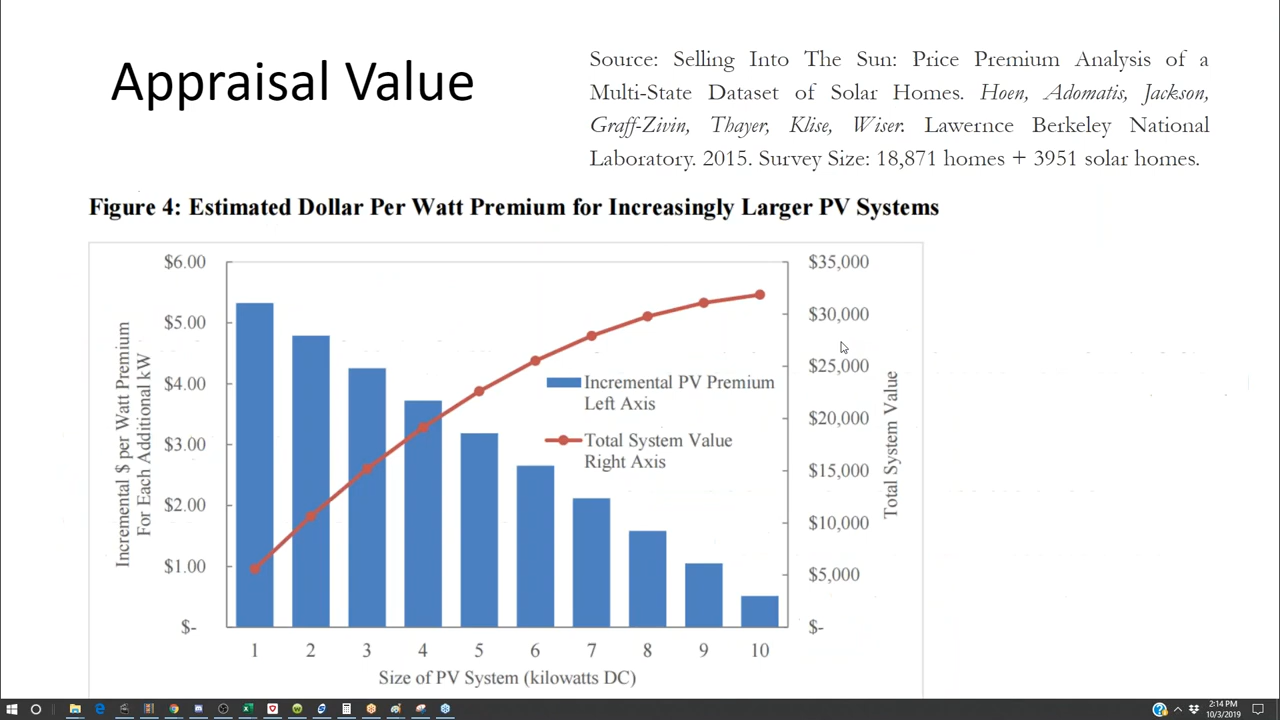 Appraisal Value
Source: Selling Into The Sun: Price Premium Analysis of a
Multi-State Dataset of Solar Homes. Hoen, Adomatis, Jackson,
Graff-Zivin, Thayer, Klise, Wiser. Lawernce Berkeley National
Laboratory. 2015. Survey Size: 18,871 homes + 3951 solar homes.
Figure 4: Estimated Dollar Per Watt Premium for Increasingly Larger PV Systems
Incremental $ per Watt Premium
For Each Additional kW
$6.00
$5.00
$4.00
$3.00
$2.00
$1.00
$-
Incremental PV Premium
Left Axis
Total System Value
Right Axis
$35,000
$30,000
$25,000
$20,000
$15,000
$10,000
$5,000
$-
Total System Value
1 2 3 4 5 6 7 8 9 10
Size of PV System (kilowatts DC)
2:14 PM
10/3/2019